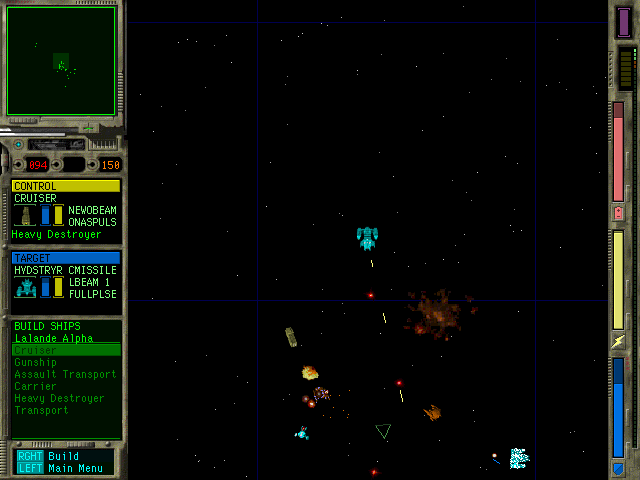 094 150
CONTROL
CRUISER
NEWOBEAM
ONASPULS
Heavy Destroyer
TARGET
HVDSTRYR CMISSILE
LBEAM 1
FULLPLSE
BUILD SHIPS
Lalande Alpha
Cruiser
Gunship
Assault Transport
Carrier
Heavy Destroyer
Transport
RGHT Build
LEFT Main Menu